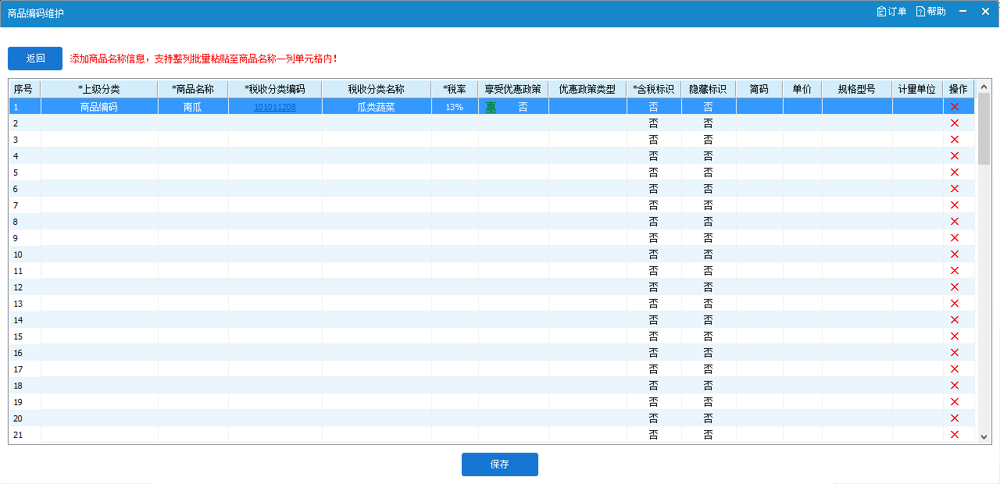 商品编码维护 订单 帮助
返回 添加商品名称信息，支持整列批量粘贴至商品名称一列单元格内！
序号 *上级分类 *商品名称 *税收分类编码 税收分类名称 *税率 享受优惠政策 优惠政策类型 *含税标识 隐藏标识 简码 单价 规格型号 计量单位 操作
1 商品编码 南瓜 101011208 瓜类蔬菜 13% 惠 否 否 否
2 否 否
3 否 否
4 否 否
5 否 否
6 否 否
7 否 否
8 否 否
9 否 否
10 否 否
11 否 否
12 否 否
13 否 否
14 否 否
15 否 否
16 否 否
17 否 否
18 否 否
19 否 否
20 否 否
21 否 否
保存